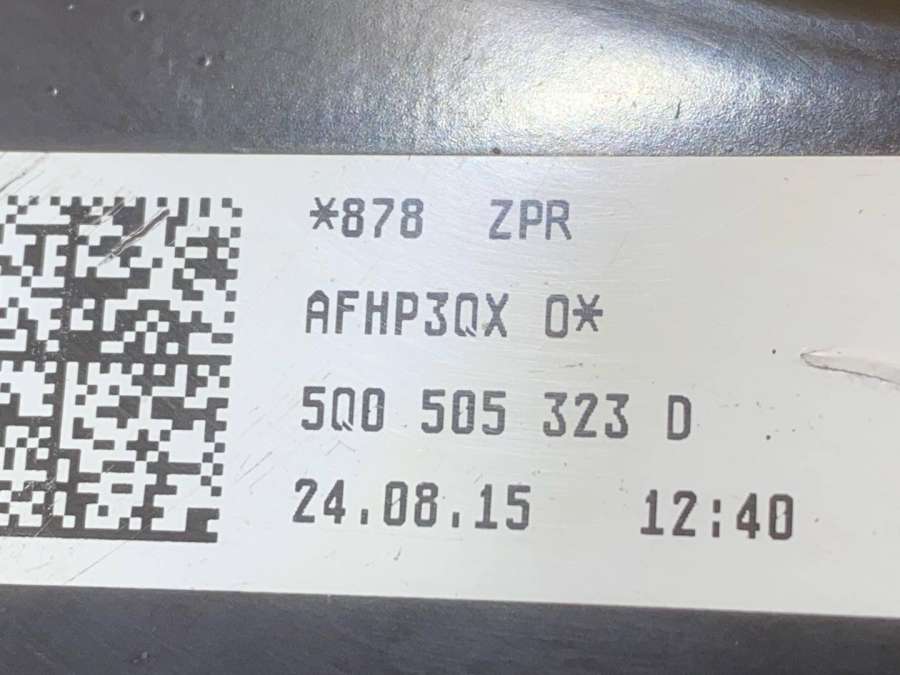 *878 ZPR
AFHP3QX 0*
5Q0 505 323 D
24.08.15 12:40